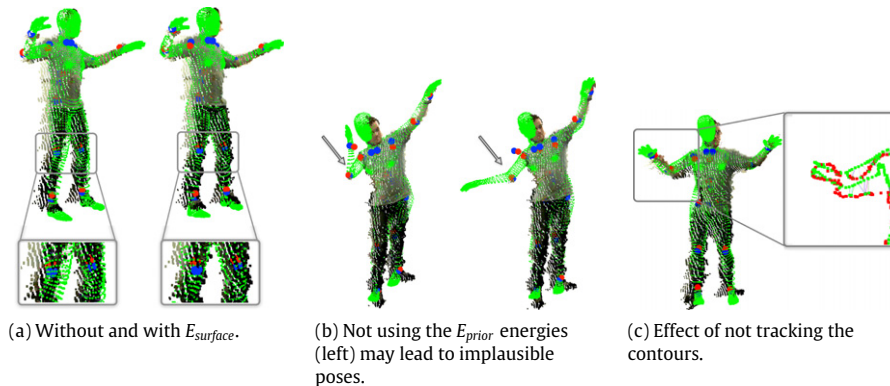 (a) Without and with E_surface.
(b) Not using the E_prior energies
(left) may lead to implausible
poses.
(c) Effect of not tracking the
contours.